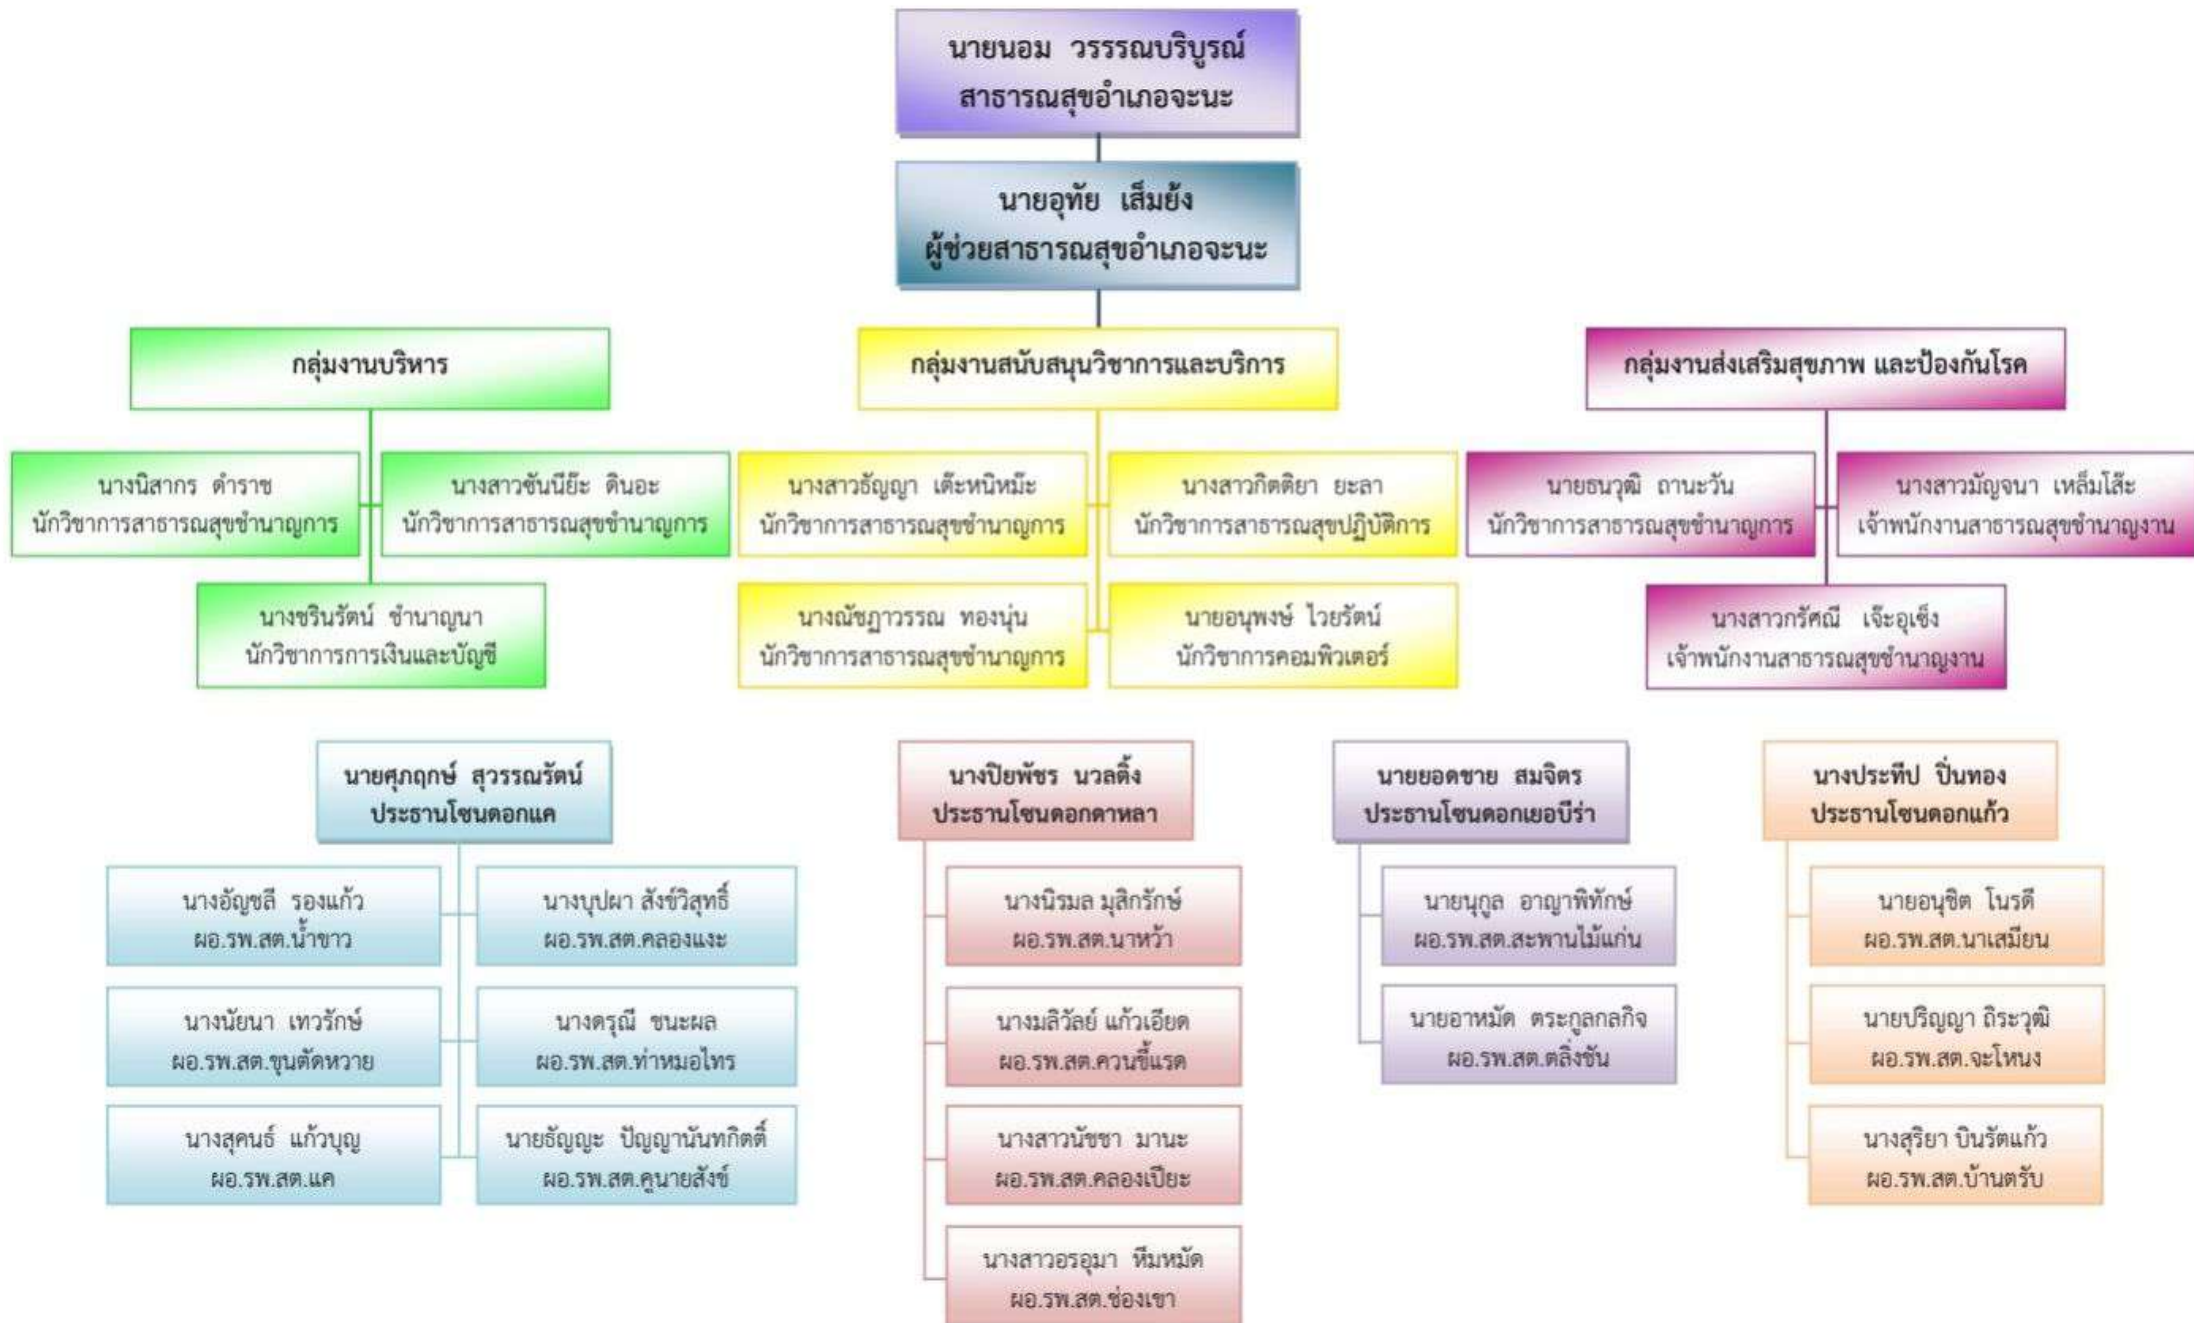 นายนอม วรรรณบริบูรณ์
สาธารณสุขอำเภอจะนะ
นายอุทัย เส็มย้ง
ผู้ช่วยสาธารณสุขอำเภอจะนะ
กลุ่มงานบริหาร
นางนิสากร ดำราช
นักวิชาการสาธารณสุขชำนาญการ
นางสาวซันนีย๊ะ ดินอะ
นักวิชาการสาธารณสุขชำนาญการ
นางชรินรัตน์ ชำนาญนา
นักวิชาการการเงินและบัญชี
กลุ่มงานสนับสนุนวิชาการและบริการ
นางสาวธัญญา เต๊ะหนิหม๊ะ
นักวิชาการสาธารณสุขชำนาญการ
นางสาวกิตติยา ยะลา
นักวิชาการสาธารณสุขปฏิบัติการ
นางณัชฏาวรรณ ทองนุ่น
นักวิชาการสาธารณสุขชำนาญการ
นายอนุพงษ์ ไวยรัตน์
นักวิชาการคอมพิวเตอร์
กลุ่มงานส่งเสริมสุขภาพ และป้องกันโรค
นายธนวุฒิ ถานะวัน
นักวิชาการสาธารณสุขชำนาญการ
นางสาวมัญจนา เหล็มโส๊ะ
เจ้าพนักงานสาธารณสุขชำนาญงาน
นางสาวกรัศณี เจ๊ะอุเซ็ง
เจ้าพนักงานสาธารณสุขชำนาญงาน
นายศุภฤกษ์ สุวรรณรัตน์
ประธานโซนดอกแค
นางอัญชลี รองแก้ว
ผอ.รพ.สต.น้ำขาว
นางบุปผา สังข์วิสุทธิ์
ผอ.รพ.สต.คลองแงะ
นางนัยนา เทวรักษ์
ผอ.รพ.สต.ขุนตัดหวาย
นางดรุณี ชนะผล
ผอ.รพ.สต.ท่าหมอไทร
นางสุคนธ์ แก้วบุญ
ผอ.รพ.สต.แค
นายธัญญะ ปัญญานันทกิตติ์
ผอ.รพ.สต.คูนายสังข์
นางปิยพัชร นวลติ้ง
ประธานโซนดอกดาหลา
นางนิรมล มุสิกรักษ์
ผอ.รพ.สต.นาหว้า
นางมลิวัลย์ แก้วเอียด
ผอ.รพ.สต.ควนขี้แรด
นางสาวนัชชา มานะ
ผอ.รพ.สต.คลองเปียะ
นางสาวอรอุมา หีมหมัด
ผอ.รพ.สต.ช่องเขา
นายยอดชาย สมจิตร
ประธานโซนดอกเยอบีร่า
นายนุกูล อาญาพิทักษ์
ผอ.รพ.สต.สะพานไม้แก่น
นายอาหมัด ตระกูลกลกิจ
ผอ.รพ.สต.ตลิ่งชัน
นางประทีป ปิ่นทอง
ประธานโซนดอกแก้ว
นายอนุชิต โนรดี
ผอ.รพ.สต.นาเสมียน
นายปริญญา ถิระวุฒิ
ผอ.รพ.สต.จะโหนง
นางสุริยา บินรัตแก้ว
ผอ.รพ.สต.บ้านตรับ